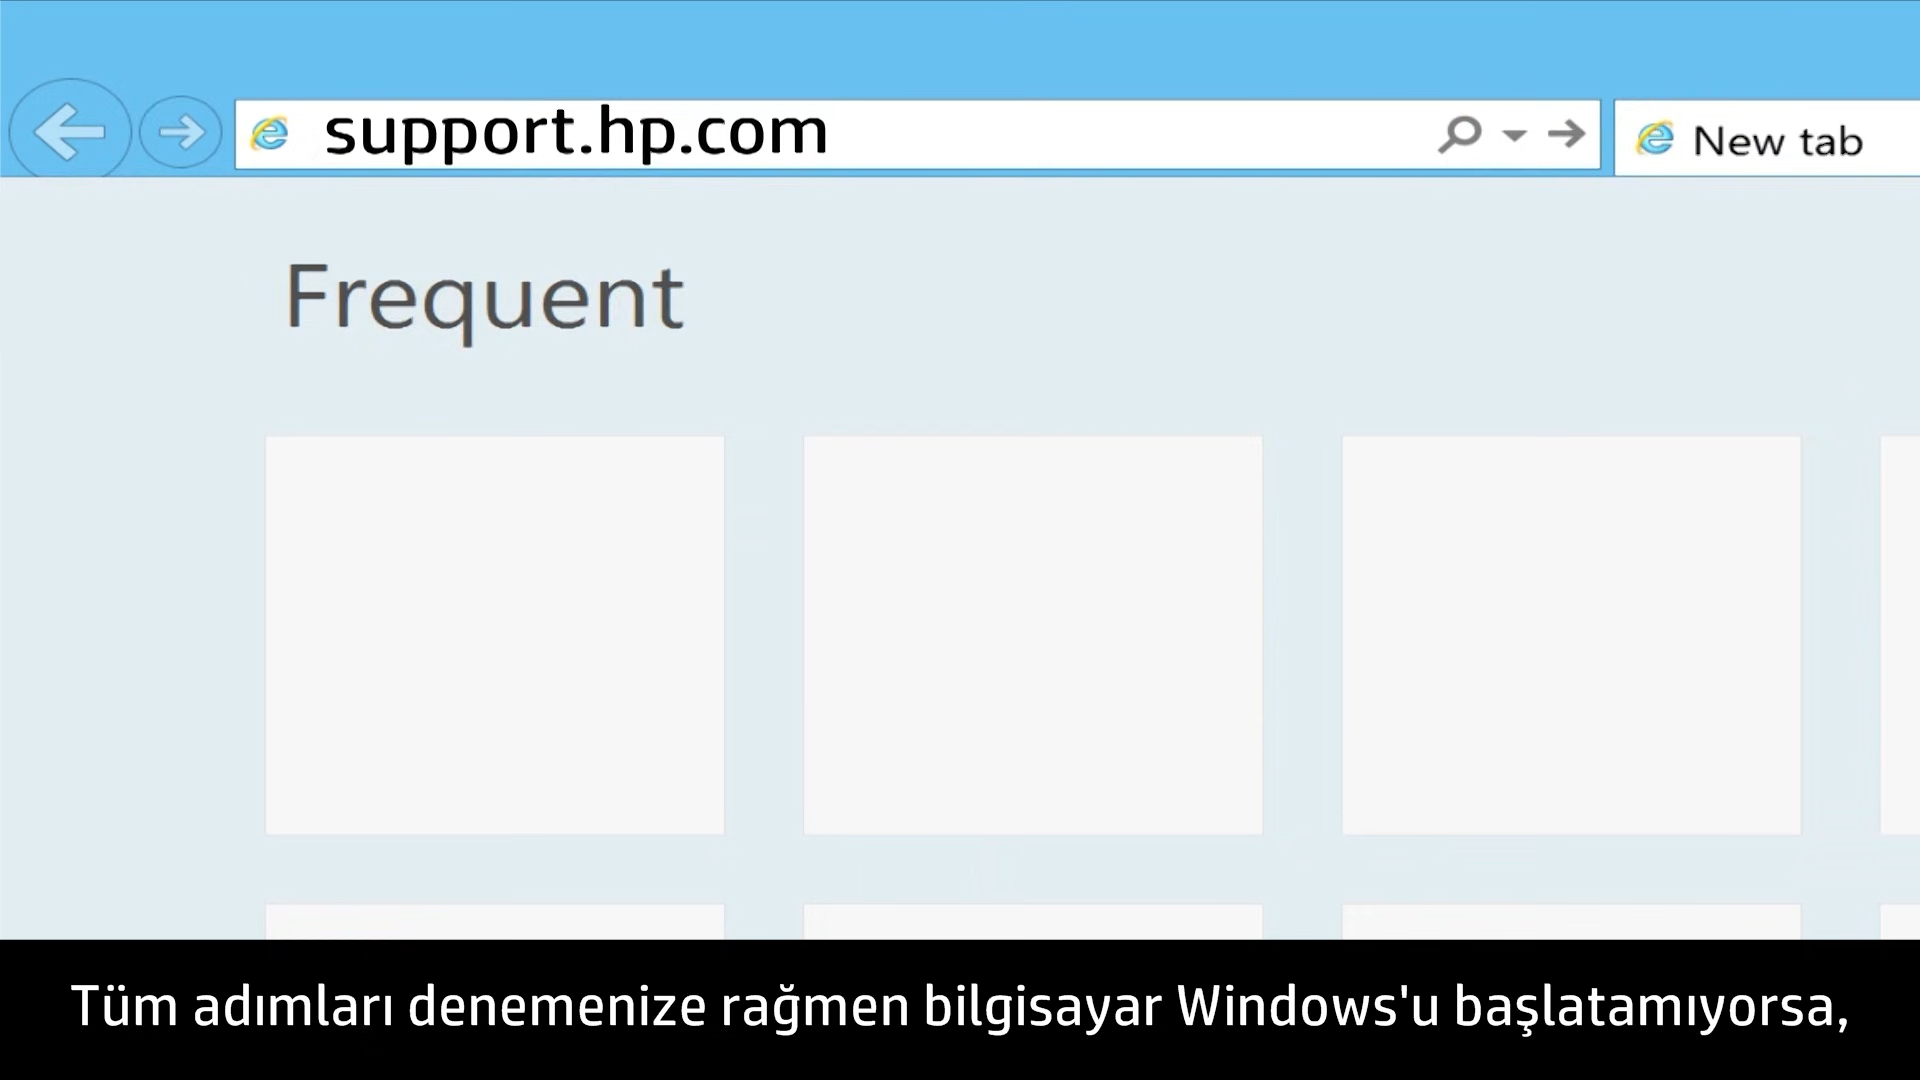 support.hp.com
New tab
Frequent
Tüm adımları denemenize rağmen bilgisayar Windows'u başlatamıyorsa,